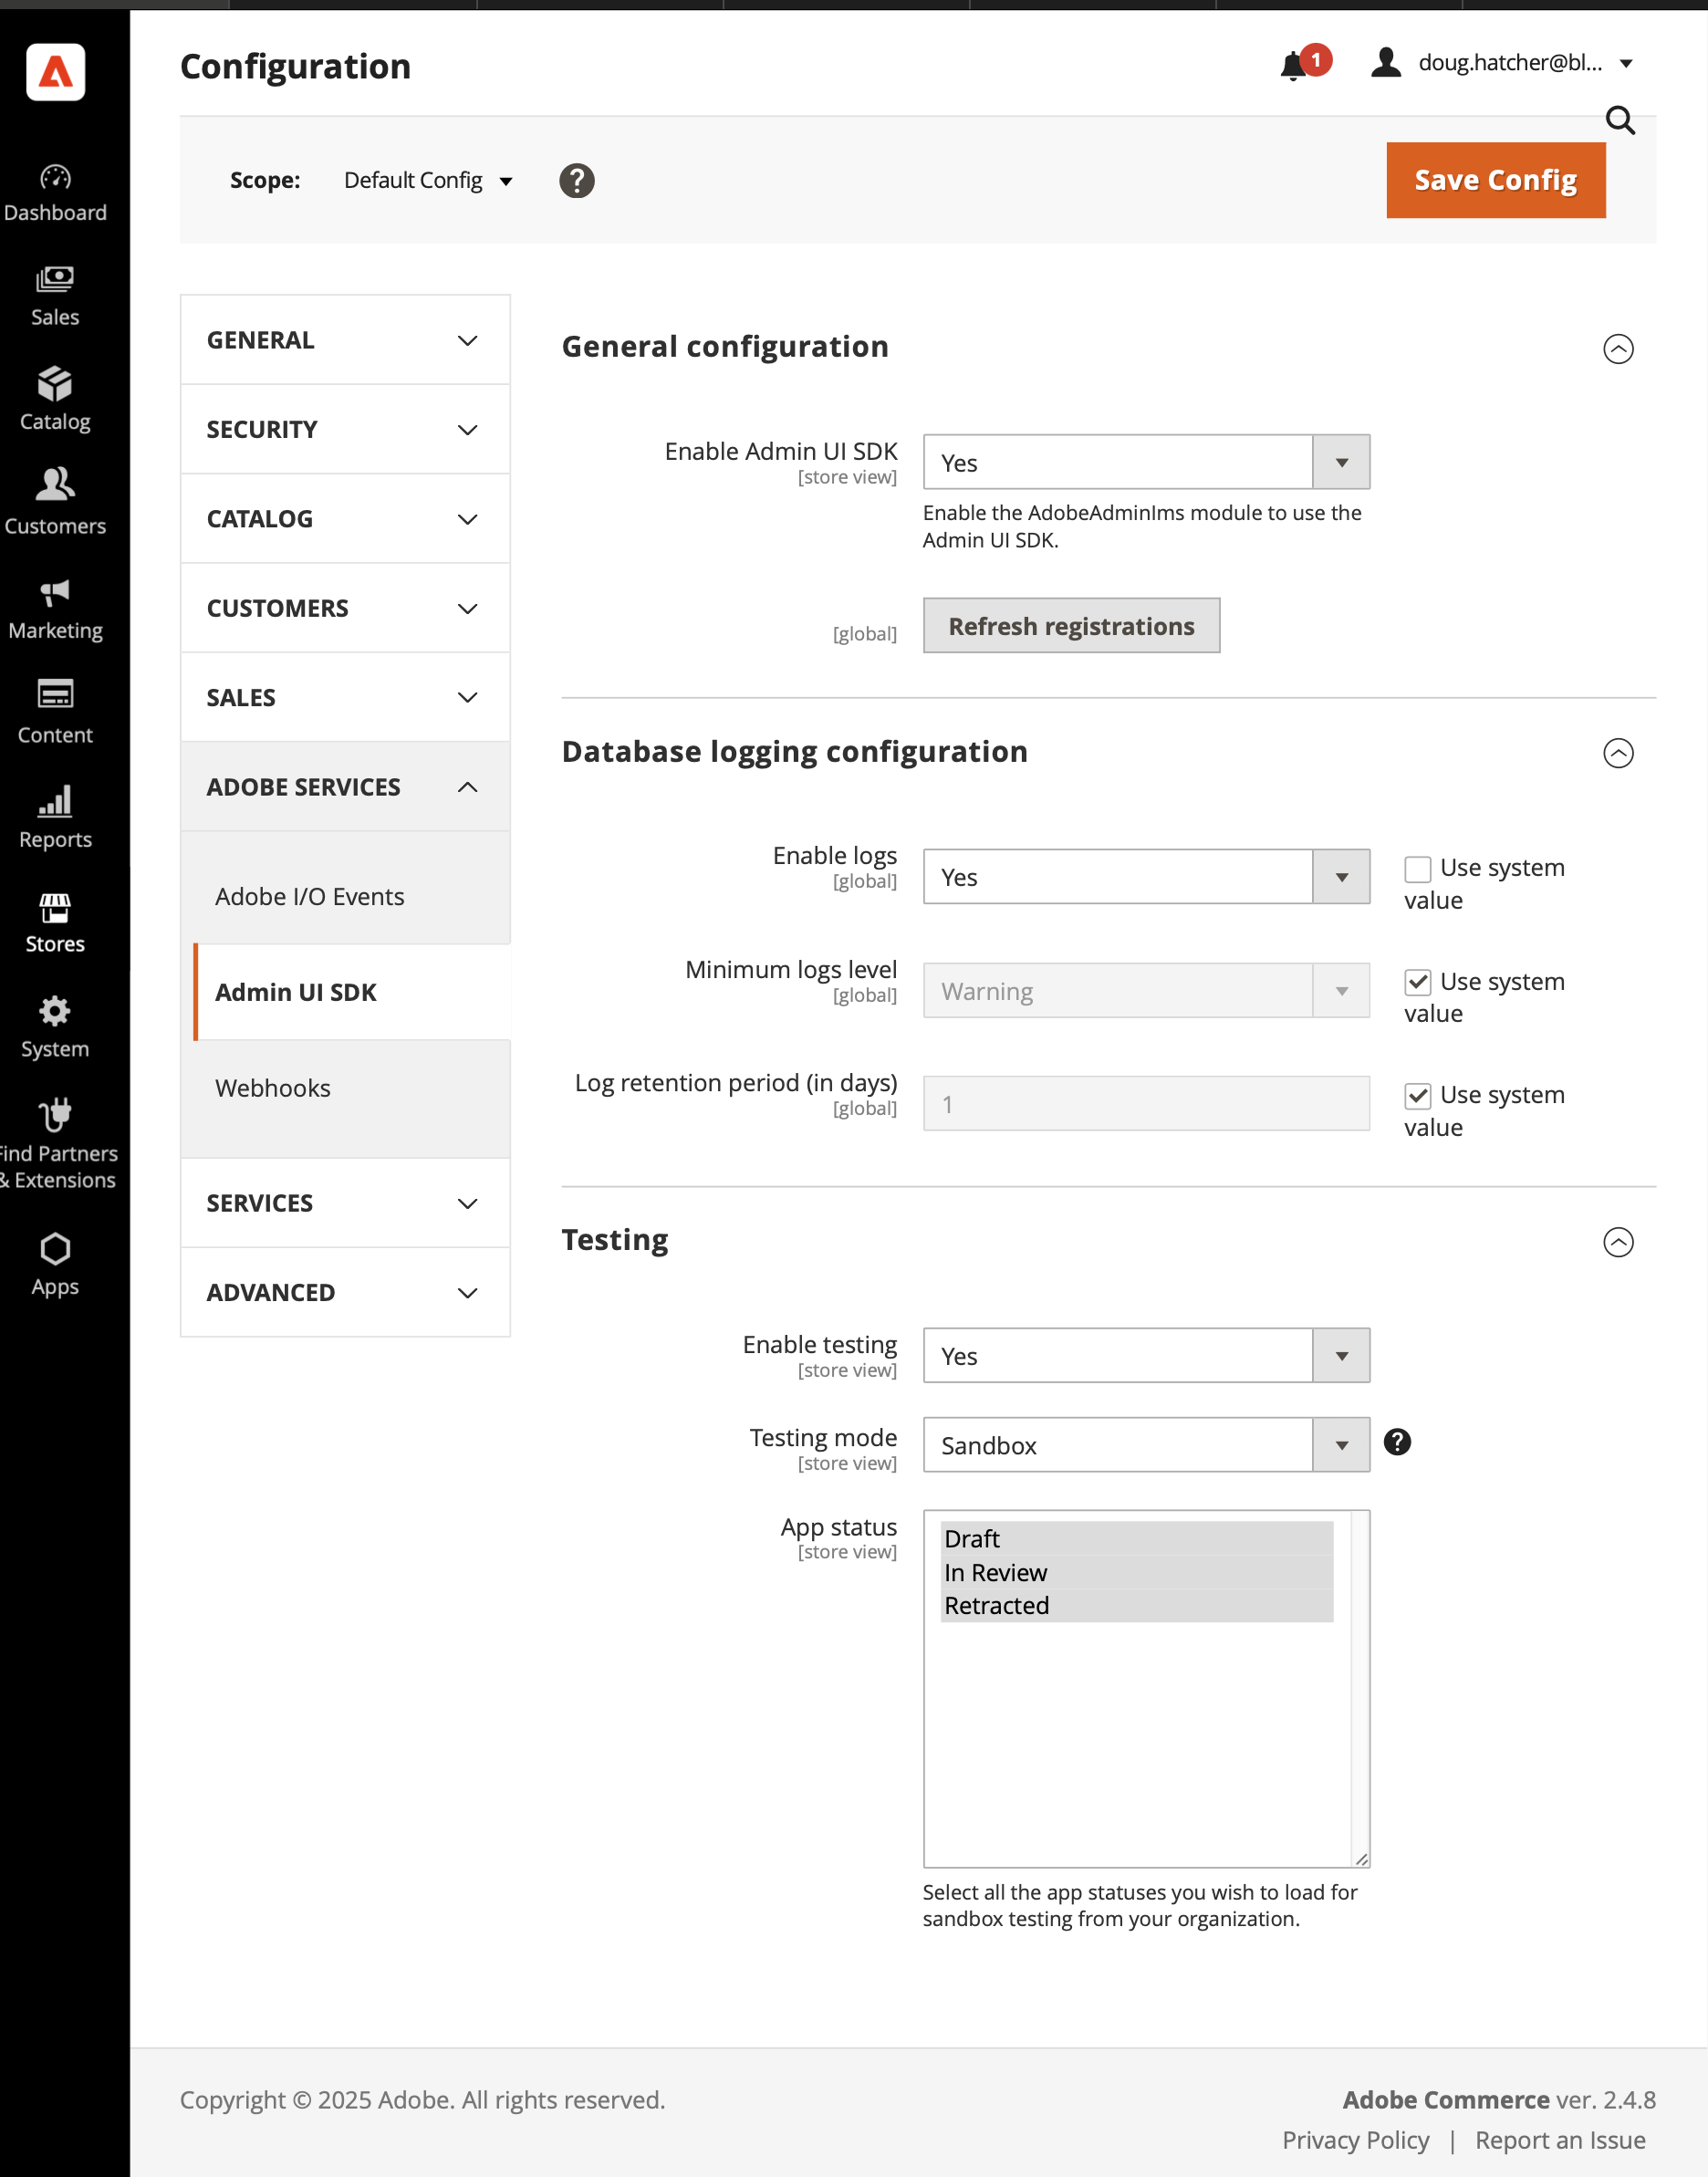 Configuration
1
doug.hatcher@bl...
Scope:
Default Config
?
Save Config
Dashboard
Sales
Catalog
Customers
Marketing
Content
Reports
Stores
System
Find Partners
& Extensions
Apps
GENERAL
SECURITY
CATALOG
CUSTOMERS
SALES
ADOBE SERVICES
Adobe I/O Events
Admin UI SDK
Webhooks
SERVICES
ADVANCED
General configuration
Enable Admin UI SDK
[store view]
Yes
Enable the AdobeAdminIms module to use the
Admin UI SDK.
[global]
Refresh registrations
Database logging configuration
Enable logs
[global]
Yes
Use system
value
Minimum logs level
[global]
Warning
Use system
value
Log retention period (in days)
[global]
1
Use system
value
Testing
Enable testing
[store view]
Yes
Testing mode
[store view]
Sandbox
?
App status
[store view]
Draft
In Review
Retracted
Select all the app statuses you wish to load for
sandbox testing from your organization.
Copyright © 2025 Adobe. All rights reserved.
Adobe Commerce ver. 2.4.8
Privacy Policy | Report an Issue